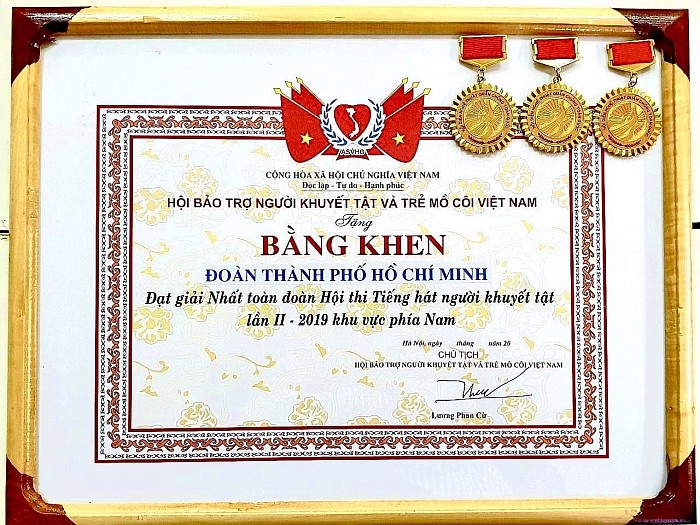 ASVHO
CỘNG HÒA XÃ HỘI CHỦ NGHĨA VIỆT NAM
Độc lập - Tự do - Hạnh phúc
HỘI BẢO TRỢ NGƯỜI KHUYẾT TẬT VÀ TRẺ MỒ CÔI VIỆT NAM
Tặng
BẰNG KHEN
ĐOÀN THÀNH PHỐ HỒ CHÍ MINH
Đạt giải Nhất toàn đoàn Hội thi Tiếng hát người khuyết tật
lần II - 2019 khu vực phía Nam
Hà Nội, ngày tháng năm 20
CHỦ TỊCH
HỘI BẢO TRỢ NGƯỜI KHUYẾT TẬT VÀ TRẺ MỒ CÔI VIỆT NAM
Lương Phan Cừ